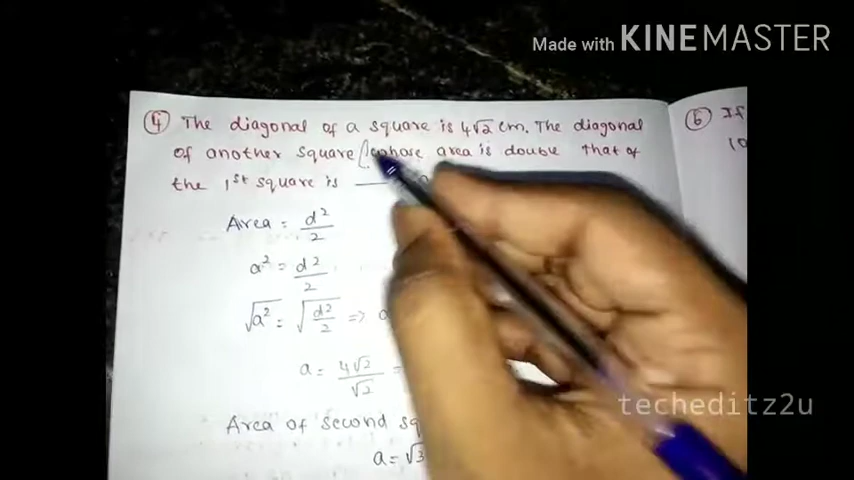 Made with KINEMASTER
④ The diagonal of a square is 4√2 cm. The diagonal
of another square [whose area is double that of
the 1st square is ___
Area = d²/2
a² = d²/2
√a² = √d²/2 => a
a = 4√2/√2 =
Area of second sq
a = √3
⑥ If
10
techeditz2u